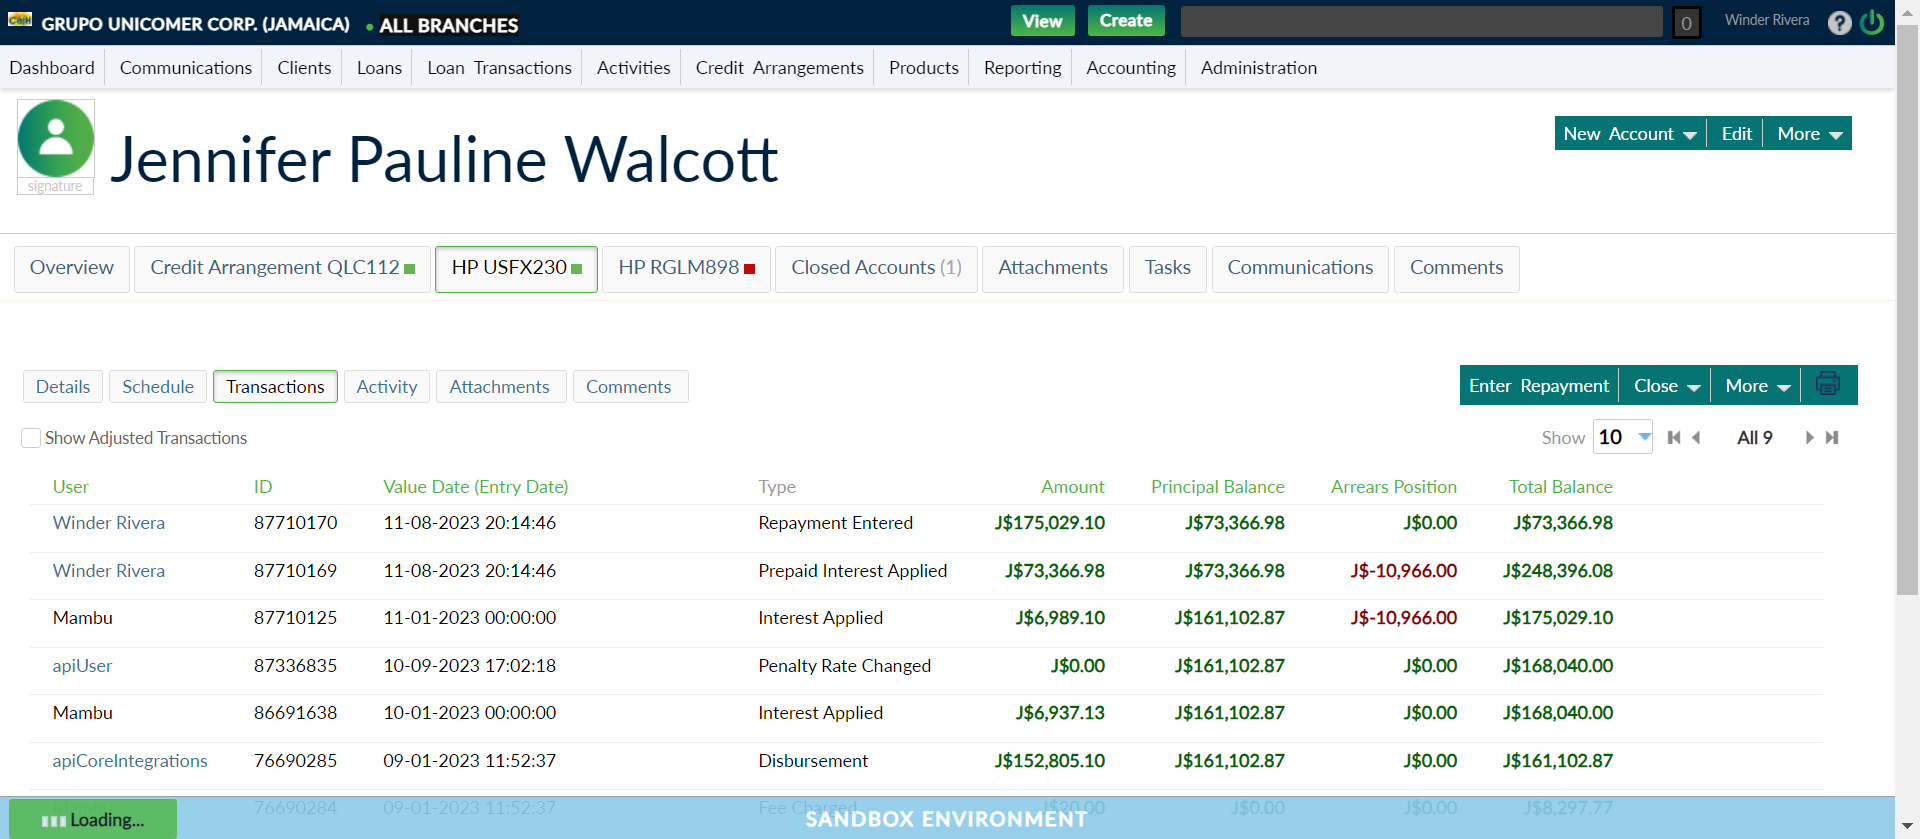 GRUPO UNICOMER CORP. (JAMAICA) • ALL BRANCHES View Create 0 Winder Rivera ?
Dashboard Communications Clients Loans Loan Transactions Activities Credit Arrangements Products Reporting Accounting Administration
signature
Jennifer Pauline Walcott
New Account Edit More
Overview Credit Arrangement QLC112 HP USFX230 HP RGLM898 Closed Accounts (1) Attachments Tasks Communications Comments
Details Schedule Transactions Activity Attachments Comments Enter Repayment Close More
Show Adjusted Transactions Show 10 All 9
User ID Value Date (Entry Date) Type Amount Principal Balance Arrears Position Total Balance
Winder Rivera 87710170 11-08-2023 20:14:46 Repayment Entered J$175,029.10 J$73,366.98 J$0.00 J$73,366.98
Winder Rivera 87710169 11-08-2023 20:14:46 Prepaid Interest Applied J$73,366.98 J$73,366.98 J$-10,966.00 J$248,396.08
Mambu 87710125 11-01-2023 00:00:00 Interest Applied J$6,989.10 J$161,102.87 J$-10,966.00 J$175,029.10
apiUser 87336835 10-09-2023 17:02:18 Penalty Rate Changed J$0.00 J$161,102.87 J$0.00 J$168,040.00
Mambu 86691638 10-01-2023 00:00:00 Interest Applied J$6,937.13 J$161,102.87 J$0.00 J$168,040.00
apiCoreIntegrations 76690285 09-01-2023 11:52:37 Disbursement J$152,805.10 J$161,102.87 J$0.00 J$161,102.87
Mambu 76690284 09-01-2023 11:52:37 Fee Charged J$20.00 J$0.00 J$0.00 J$8,297.77
Loading... SANDBOX ENVIRONMENT